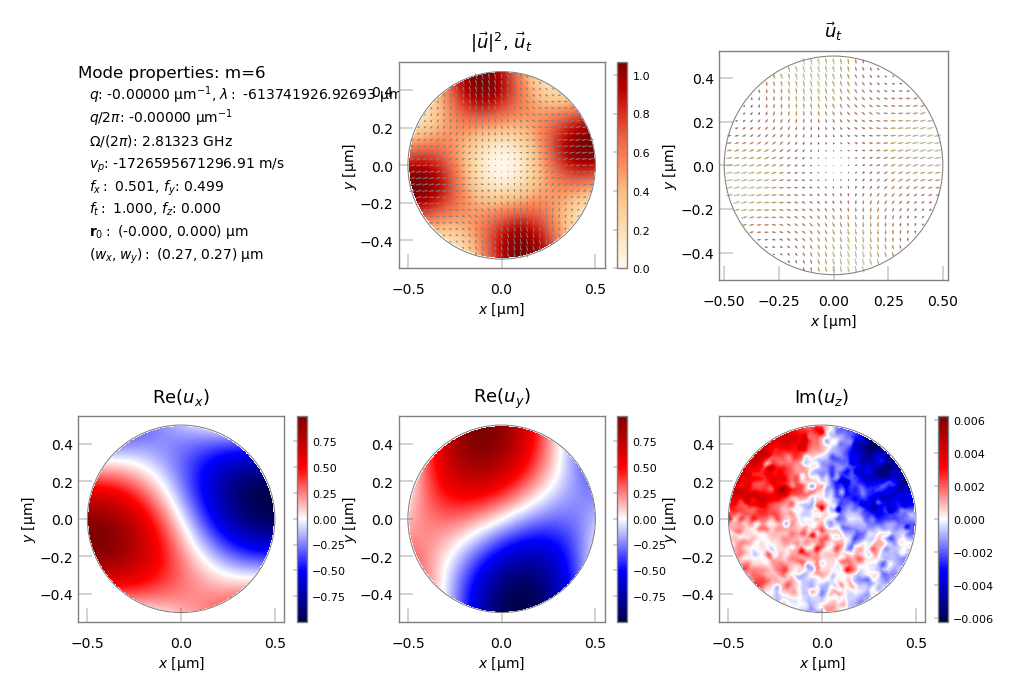 Mode properties: m=6
q: -0.00000 µm⁻¹, λ: -613741926.92693 µm
q/2π: -0.00000 µm⁻¹
Ω/(2π): 2.81323 GHz
vₚ: -1726595671296.91 m/s
fₓ: 0.501, f_y: 0.499
f_t: 1.000, f_z: 0.000
r₀: (-0.000, 0.000) µm
(wₓ, w_y): (0.27, 0.27) µm
|u⃗|², u⃗_t
0.4
0.2
0.0
−0.2
−0.4
y [µm]
−0.5 0.0 0.5
x [µm]
1.0
0.8
0.6
0.4
0.2
0.0
u⃗_t
0.4
0.2
0.0
−0.2
−0.4
y [µm]
−0.50 −0.25 0.00 0.25 0.50
x [µm]
Re(uₓ)
0.4
0.2
0.0
−0.2
−0.4
y [µm]
−0.5 0.0 0.5
x [µm]
0.75
0.50
0.25
0.00
−0.25
−0.50
−0.75
Re(u_y)
0.4
0.2
0.0
−0.2
−0.4
y [µm]
−0.5 0.0 0.5
x [µm]
0.75
0.50
0.25
0.00
−0.25
−0.50
−0.75
Im(u_z)
0.4
0.2
0.0
−0.2
−0.4
y [µm]
−0.5 0.0 0.5
x [µm]
0.006
0.004
0.002
0.000
−0.002
−0.004
−0.006